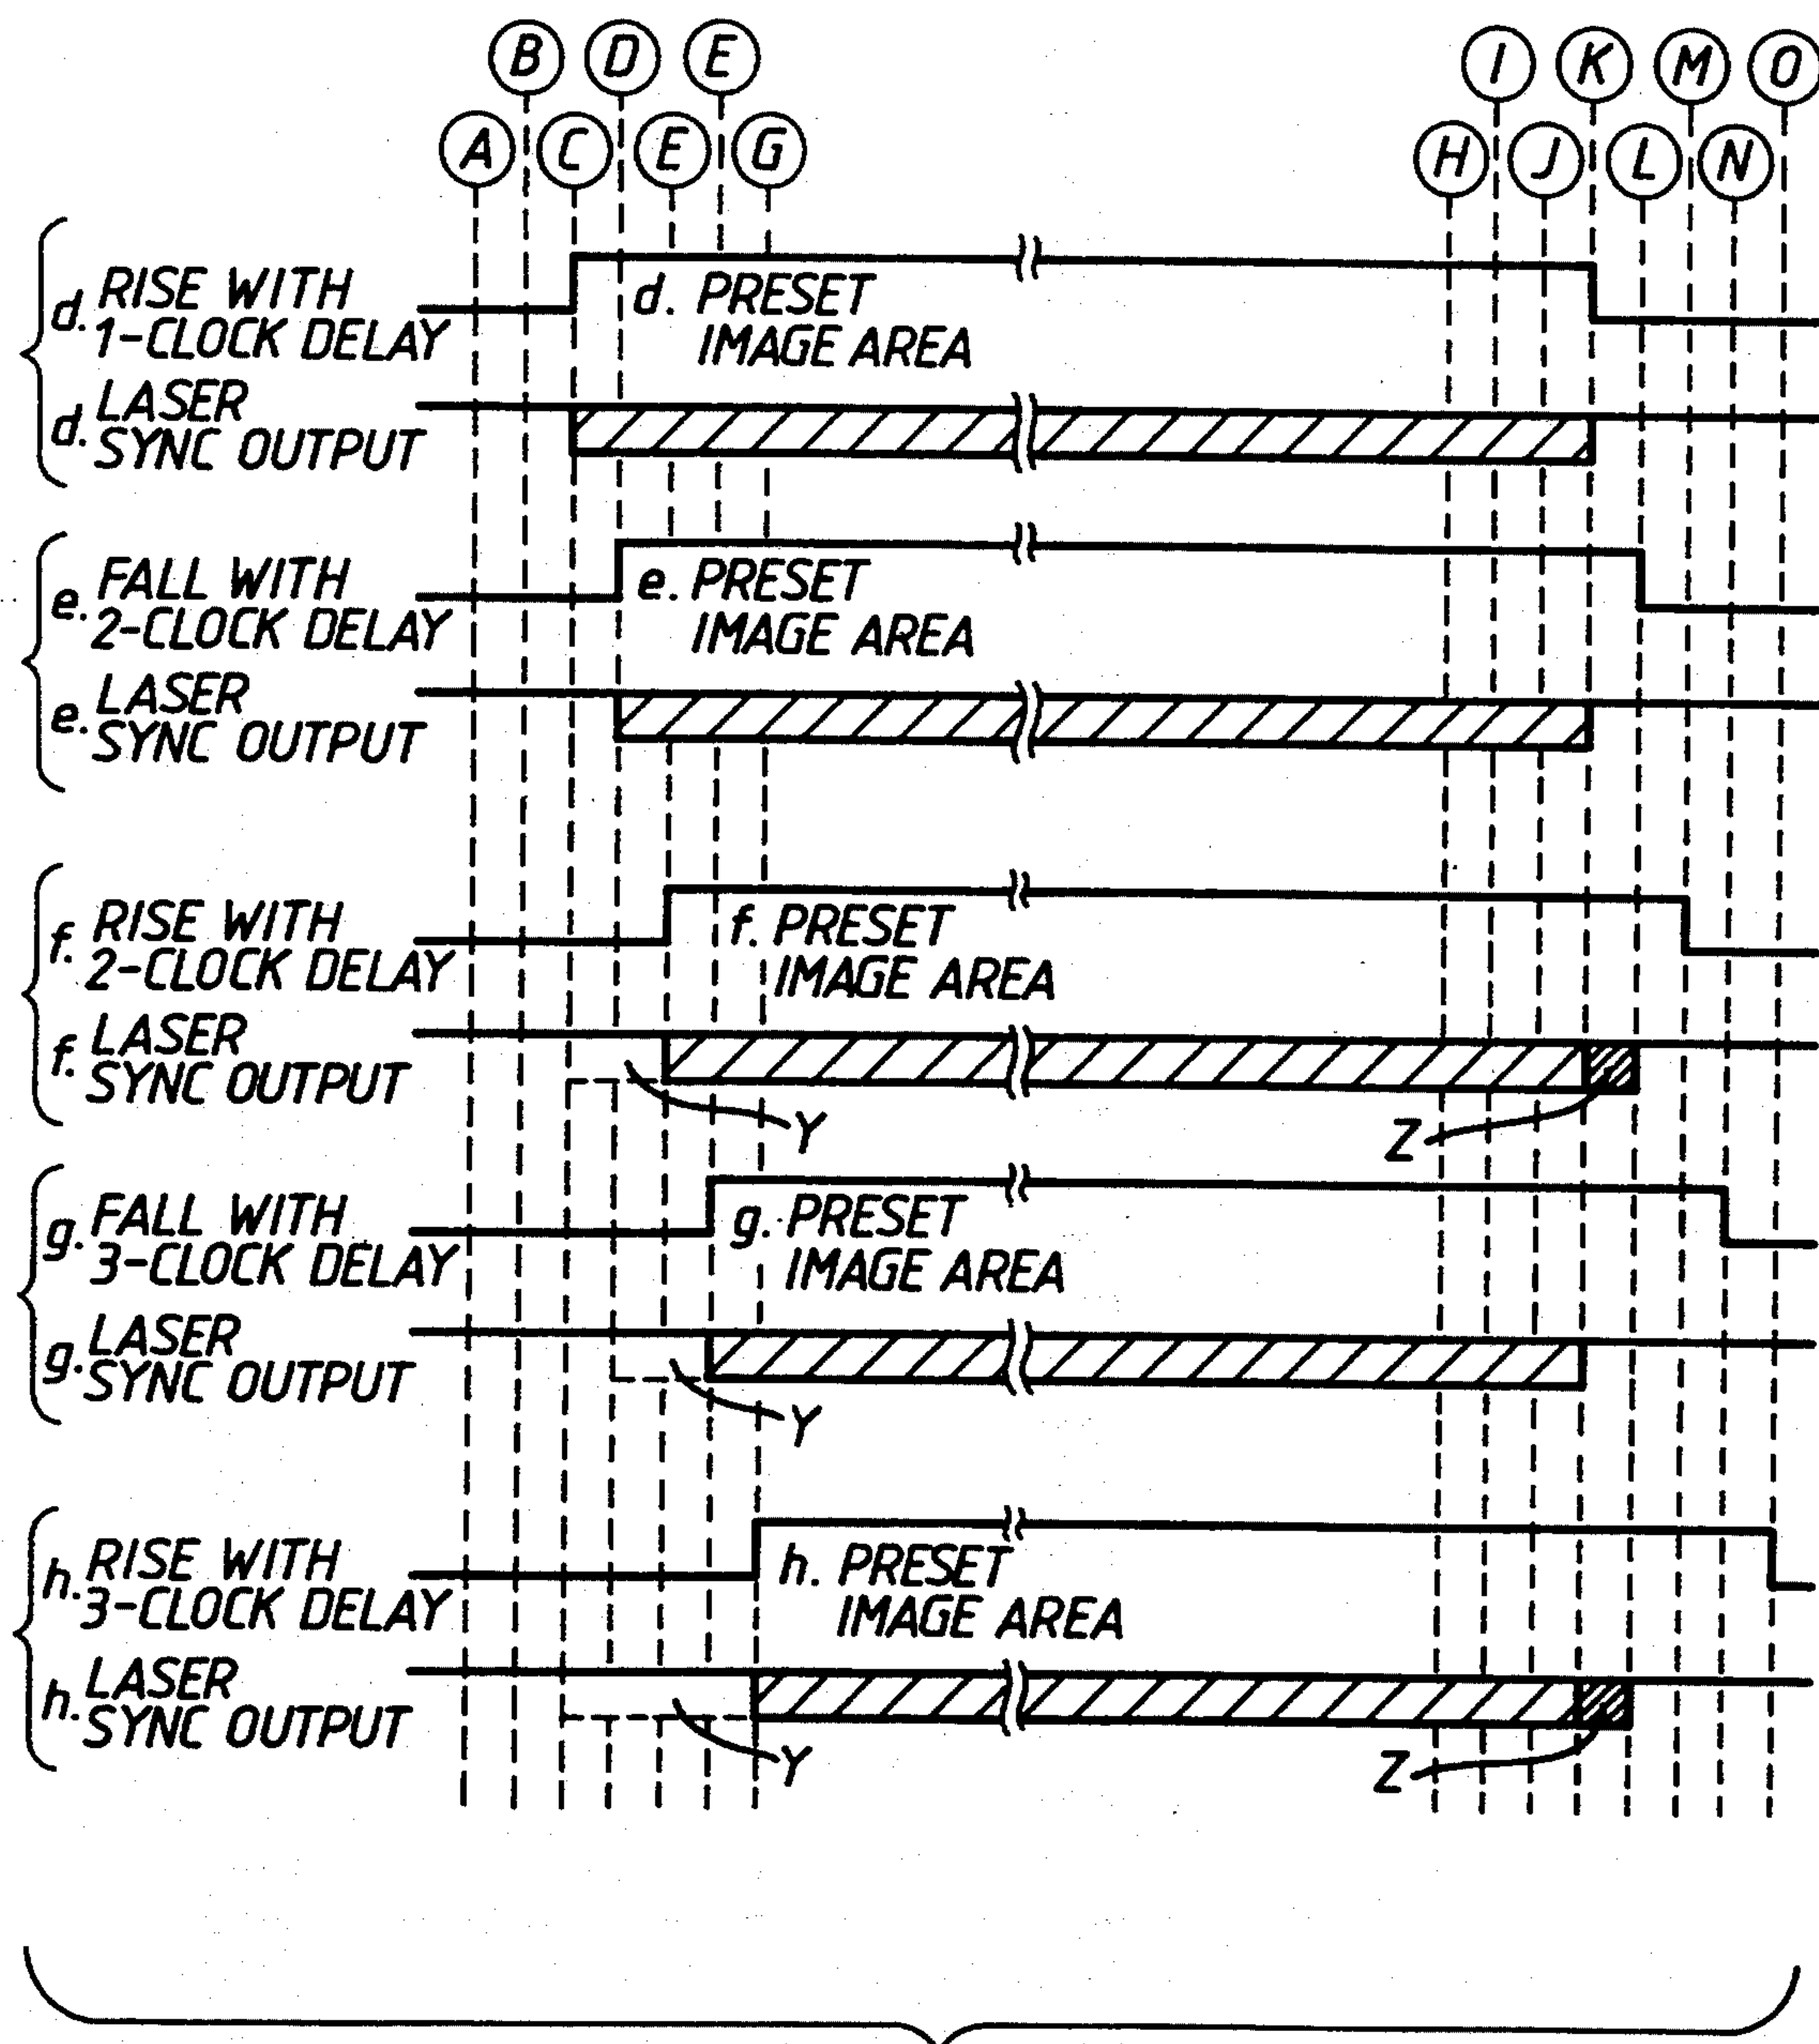 B D E I K M O
A C E G H J L N
d. RISE WITH
1-CLOCK DELAY
d. PRESET
IMAGE AREA
d. LASER
SYNC OUTPUT
e. FALL WITH
2-CLOCK DELAY
e. PRESET
IMAGE AREA
e. LASER
SYNC OUTPUT
f. RISE WITH
2-CLOCK DELAY
f. PRESET
IMAGE AREA
f. LASER
SYNC OUTPUT
Y
Z
g. FALL WITH
3-CLOCK DELAY
g. PRESET
IMAGE AREA
g. LASER
SYNC OUTPUT
Y
h. RISE WITH
3-CLOCK DELAY
h. PRESET
IMAGE AREA
h. LASER
SYNC OUTPUT
Y
Z